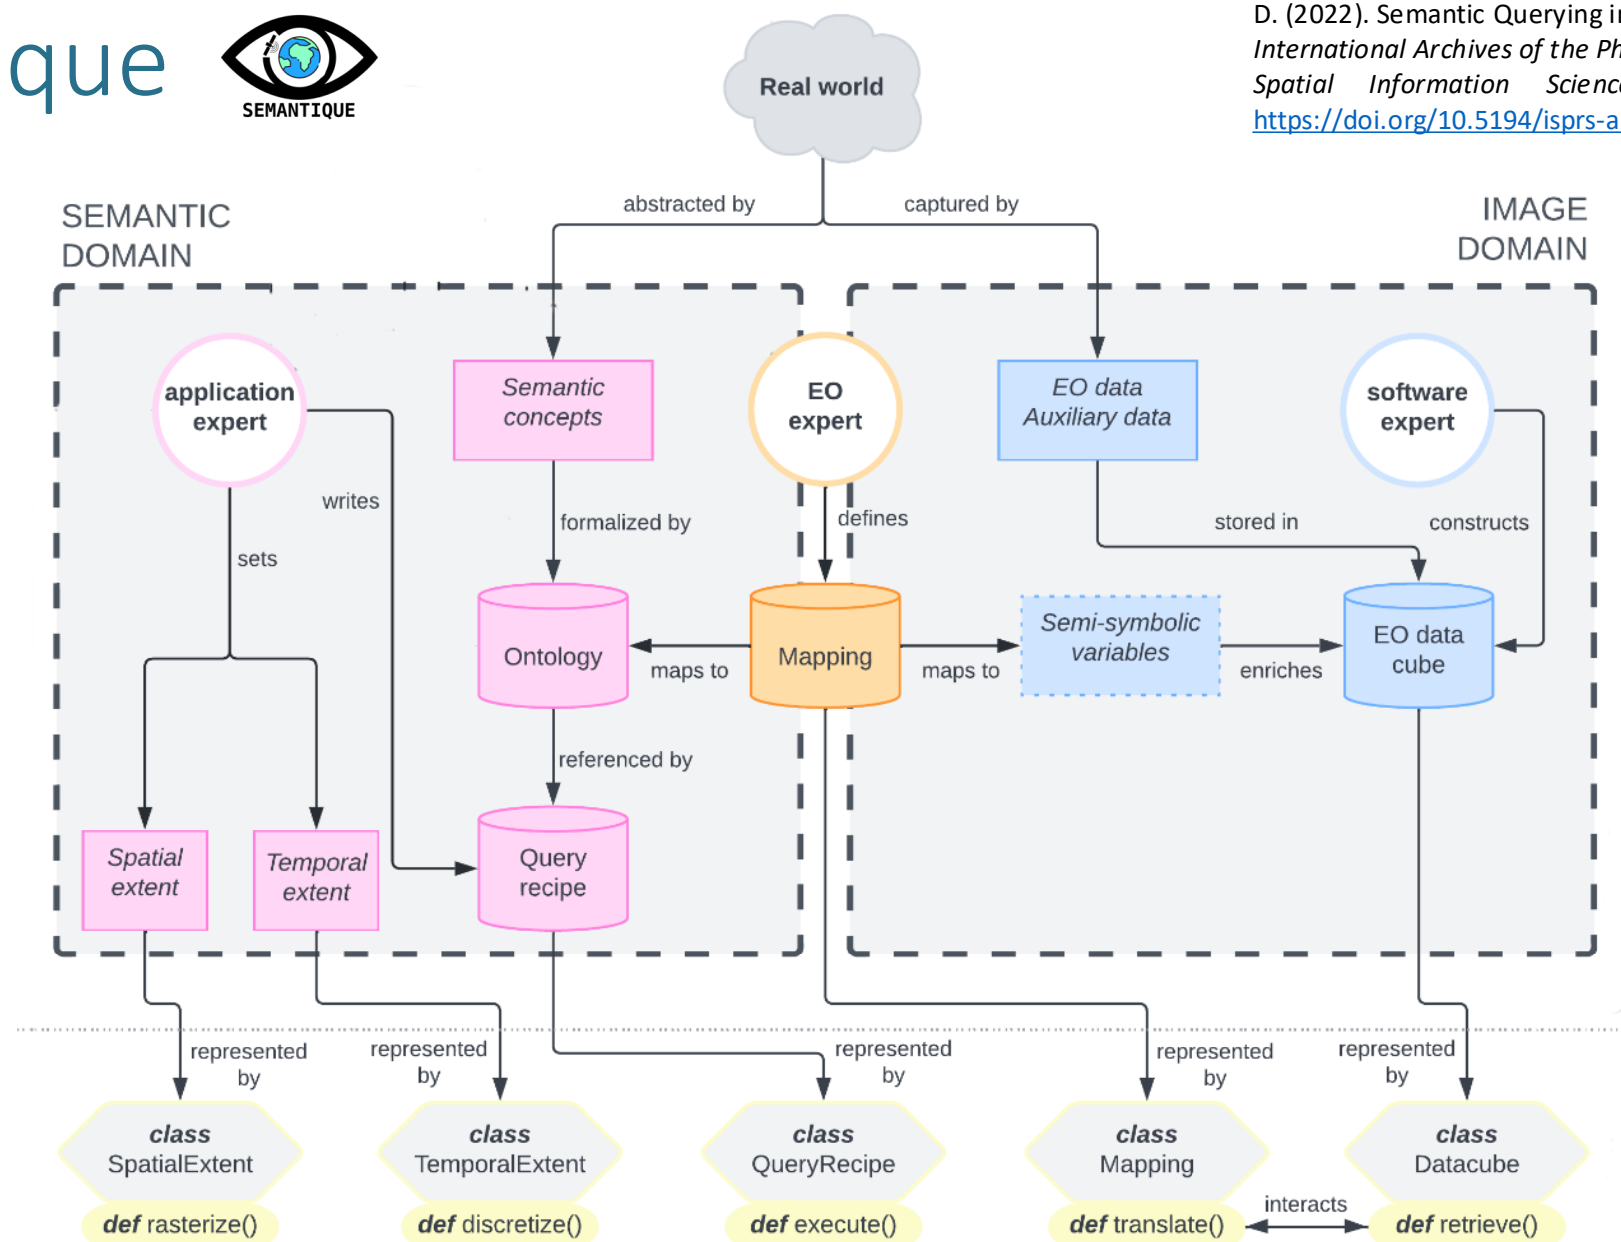 que
SEMANTIQUE
D. (2022). Semantic Querying in
International Archives of the Ph
Spatial Information Scienc
https://doi.org/10.5194/isprs-a
Real world
abstracted by
captured by
SEMANTIC
DOMAIN
IMAGE
DOMAIN
application
expert
Semantic
concepts
EO
expert
EO data
Auxiliary data
software
expert
writes
formalized by
defines
stored in
constructs
sets
Ontology
maps to
Mapping
maps to
Semi-symbolic
variables
enriches
EO data
cube
referenced by
Spatial
extent
Temporal
extent
Query
recipe
represented
by
represented
by
represented
by
represented
by
represented
by
class
SpatialExtent
def rasterize()
class
TemporalExtent
def discretize()
class
QueryRecipe
def execute()
class
Mapping
def translate()
interacts
class
Datacube
def retrieve()